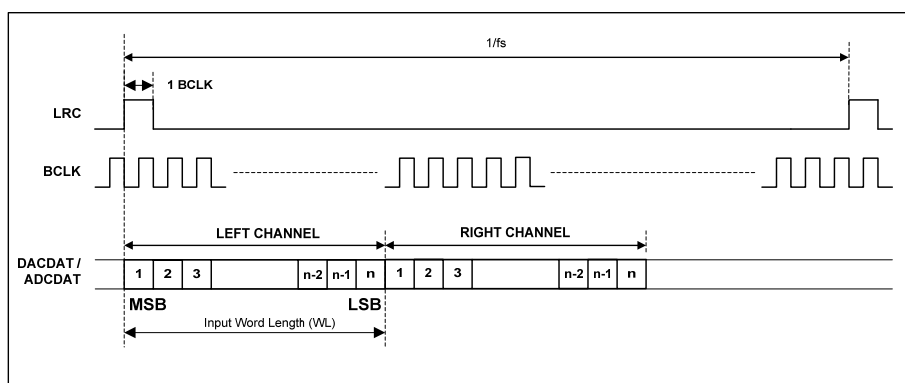 1/fs
1 BCLK
LRC
BCLK
LEFT CHANNEL
RIGHT CHANNEL
DACDAT /
ADCDAT
1 2 3 n-2 n-1 n 1 2 3 n-2 n-1 n
MSB
LSB
Input Word Length (WL)